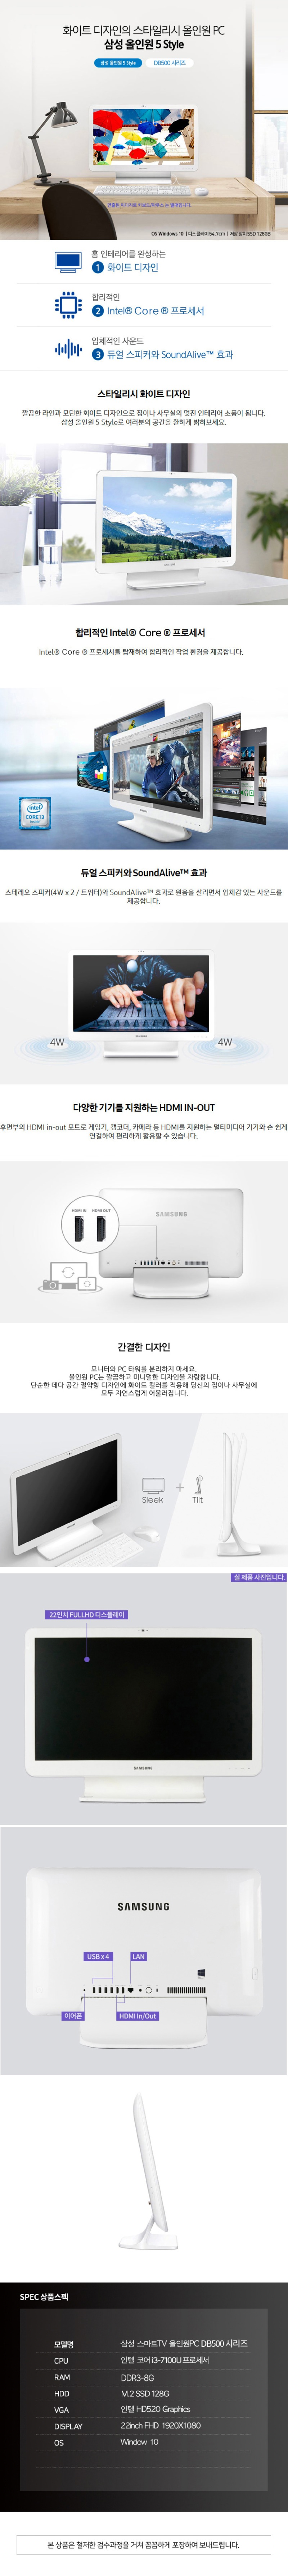 화이트 디자인의 스타일리시 올인원 PC
삼성 올인원 5 Style
삼성 올인원 5 Style
DB500 시리즈
OS Windows 10
SSD 128GB
홈 인테리어를 완성하는
1 화이트 디자인
합리적인
2 Intel® Core ® 프로세서
입체적인 사운드
3 듀얼 스피커와 SoundAlive™ 효과
스타일리시 화이트 디자인
깔끔한 라인과 모던한 화이트 디자인으로 집이나 사무실의 멋진 인테리어 소품이 됩니다.
삼성 올인원 5 Style로 여러분의 공간을 환하게 밝혀보세요.
합리적인 Intel® Core ® 프로세서
Intel® Core ® 프로세서를 탑재하여 합리적인 작업 환경을 제공합니다.
intel
CORE i3
듀얼 스피커와 SoundAlive™ 효과
스테레오 스피커(4W x 2 / 트위터)와 SoundAlive™ 효과로 원음을 살리면서 입체감 있는 사운드를
제공합니다.
4W
4W
다양한 기기를 지원하는 HDMI IN-OUT
후면부의 HDMI in-out 포트로 게임기, 캠코더, 카메라 등 HDMI를 지원하는 멀티미디어 기기와 손 쉽게
연결하여 편리하게 활용할 수 있습니다.
HDMI IN
HDMI OUT
SAMSUNG
간결한 디자인
모니터와 PC 타워를 분리하지 마세요.
올인원 PC는 깔끔하고 미니멀한 디자인을 자랑합니다.
단순한 데다 공간 절약형 디자인에 화이트 컬러를 적용해 당신의 집이나 사무실에
모두 자연스럽게 어울러집니다.
Sleek
+
Tilt
실 제품 사진입니다.
22인치 FULLHD 디스플레이
SAMSUNG
SAMSUNG
USB x 4
LAN
이어폰
HDMI In/Out
SPEC 상품스펙
모델명
삼성 스마트TV 올인원PC DB500 시리즈
CPU
인텔 코어 i3-7100U 프로세서
RAM
DDR3-8G
HDD
M.2 SSD 128G
VGA
인텔 HD520 Graphics
DISPLAY
22inch FHD 1920X1080
OS
Window 10
본 상품은 철저한 검수과정을 거쳐 꼼꼼하게 포장하여 보내드립니다.